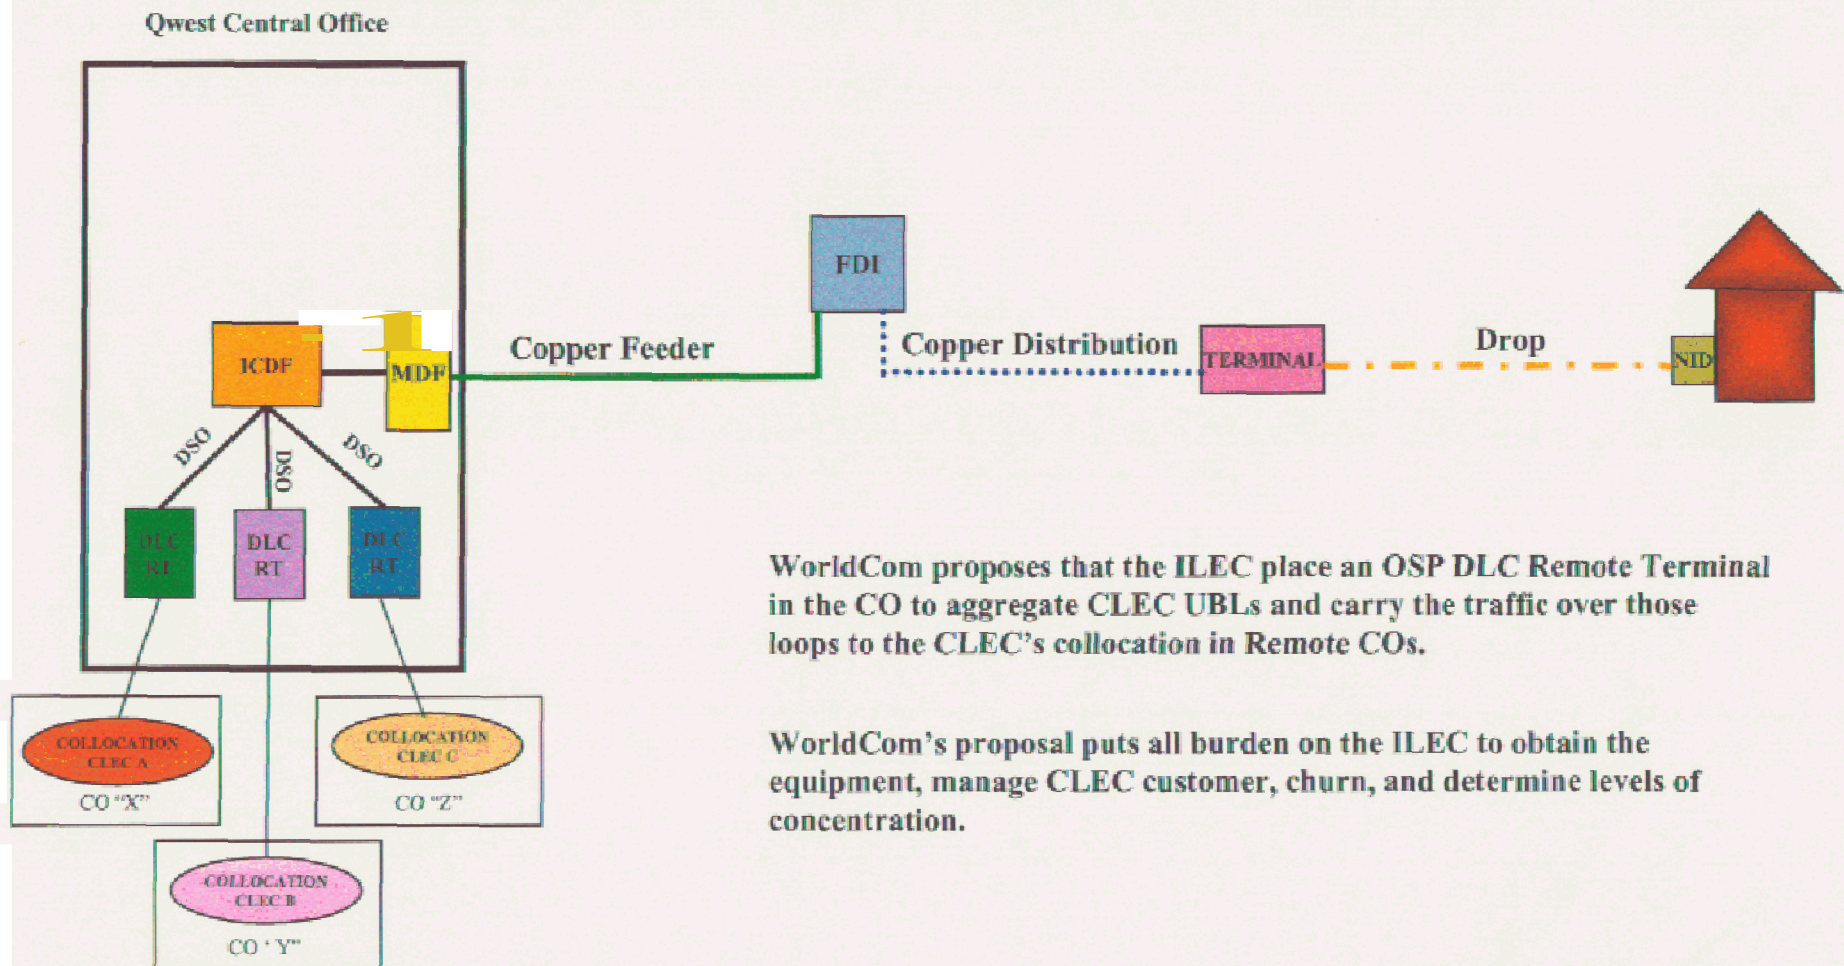 Qwest Central Office
FDI
ICDF
MDF
Copper Feeder
Copper Distribution
TERMINAL
Drop
NID
DSO
DSO
DSO
DLC
RT
DLC
RT
DLC
RT
WorldCom proposes that the ILEC place an OSP DLC Remote Terminal
in the CO to aggregate CLEC UBLs and carry the traffic over those
loops to the CLEC’s collocation in Remote COs.
WorldCom’s proposal puts all burden on the ILEC to obtain the
equipment, manage CLEC customer, churn, and determine levels of
concentration.
COLLOCATION
CLEC A
CO “X”
COLLOCATION
CLEC C
CO “Z”
COLLOCATION
CLEC B
CO ‘ Y”